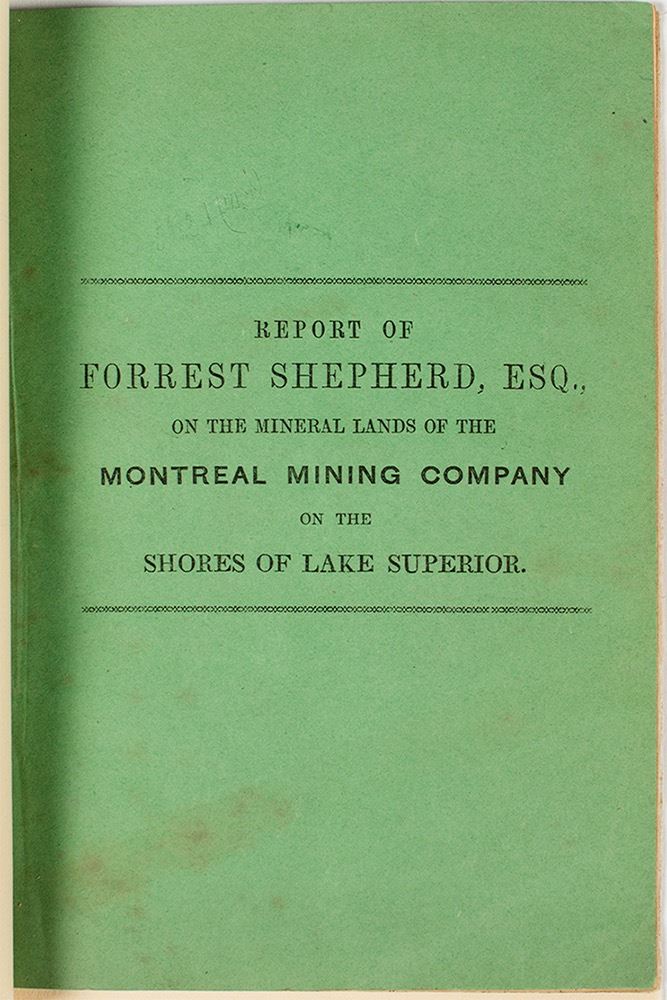 REPORT OF
FORREST SHEPHERD, ESQ.,
ON THE MINERAL LANDS OF THE
MONTREAL MINING COMPANY
ON THE
SHORES OF LAKE SUPERIOR.